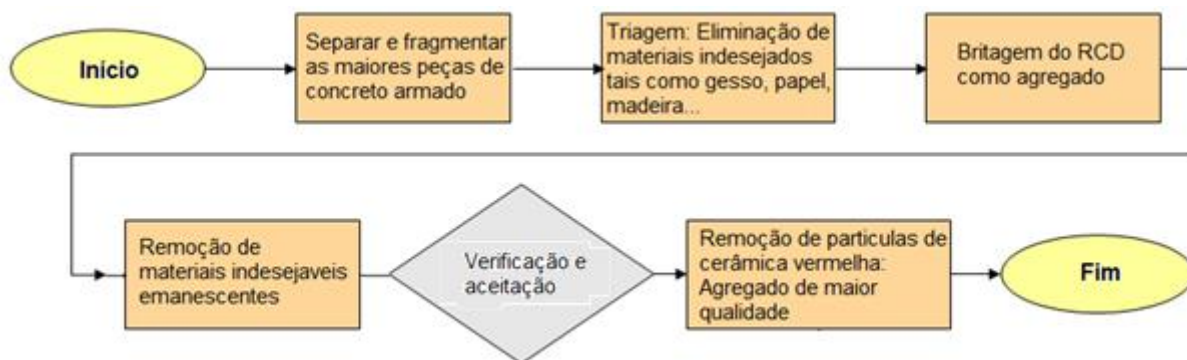 Início
Separar e fragmentar
as maiores peças de
concreto armado
Triagem: Eliminação de
materiais indesejados
tais como gesso, papel,
madeira...
Britagem do RCD
como agregado
Remoção de
materiais indesejaveis
emanescentes
Verificação e
aceitação
Remoção de particulas de
cerâmica vermelha:
Agregado de maior
qualidade
Fim